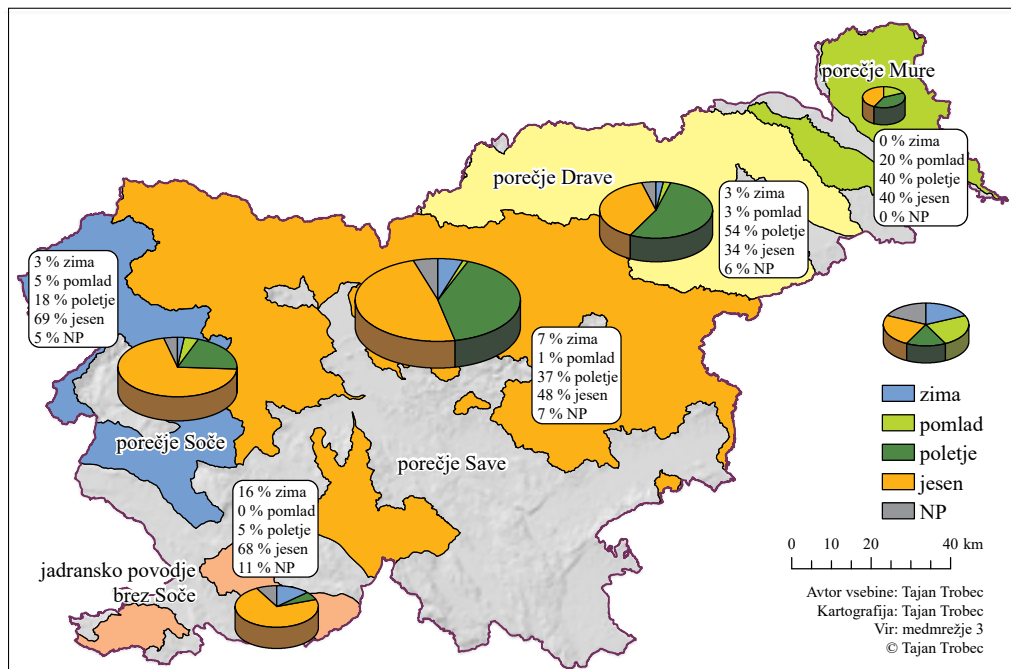 porečje Mure
0 % zima
20 % pomlad
40 % poletje
40 % jesen
0 % NP
porečje Drave
3 % zima
3 % pomlad
54 % poletje
34 % jesen
6 % NP
3 % zima
5 % pomlad
18 % poletje
69 % jesen
5 % NP
porečje Soče
7 % zima
1 % pomlad
37 % poletje
48 % jesen
7 % NP
porečje Save
16 % zima
0 % pomlad
5 % poletje
68 % jesen
11 % NP
jadransko povodje
brez Soče
zima
pomlad
poletje
jesen
NP
0 20 40 km
Avtor vsebine: Tajan Trobec
Kartografija: Tajan Trobec
Vir: medmrežje 3
© Tajan Trobec